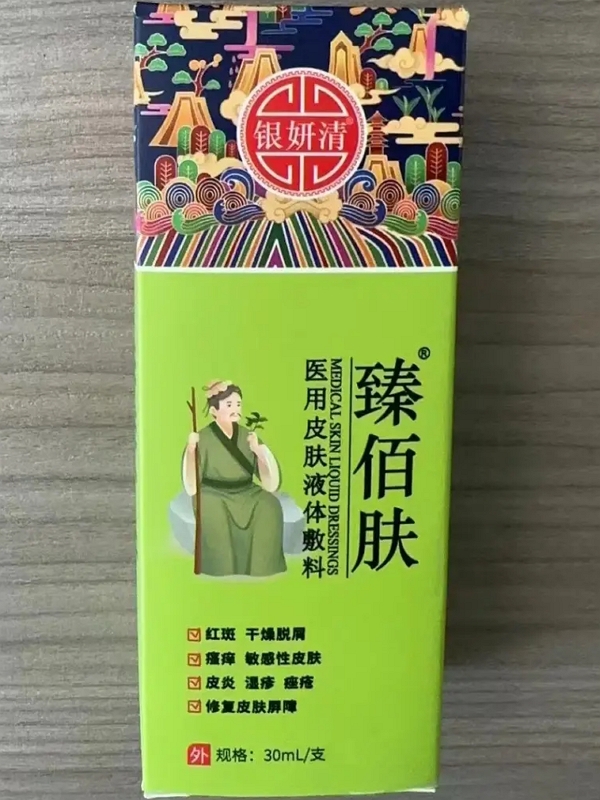 银妍清®
臻佰肤®
医用皮肤液体敷料
MEDICAL SKIN LIQUID DRESSINGS
红斑 干燥脱屑
瘙痒 敏感性皮肤
皮炎 湿疹 痤疮
修复皮肤屏障
外 规格：30mL/支